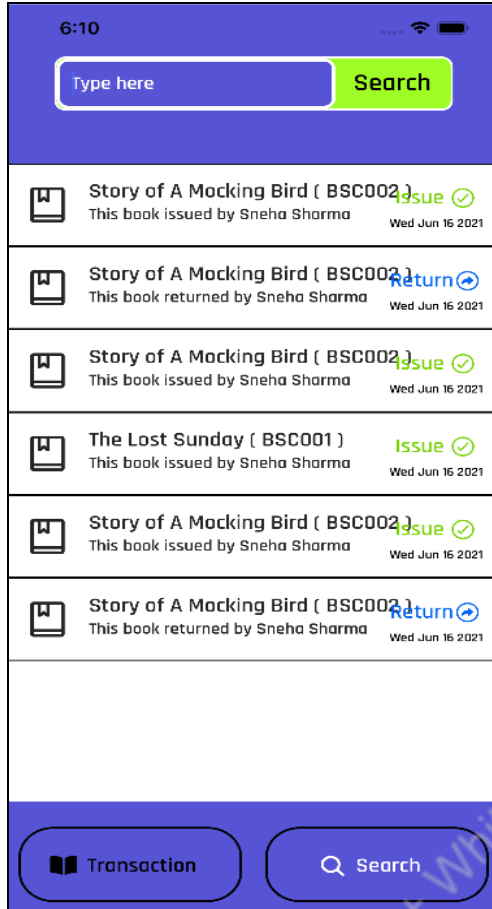 6:10
Type here
Search
Story of A Mocking Bird ( BSC002 )
Issue
This book issued by Sneha Sharma
Wed Jun 16 2021
Story of A Mocking Bird ( BSC002 )
Return
This book returned by Sneha Sharma
Wed Jun 16 2021
Story of A Mocking Bird ( BSC002 )
Issue
This book issued by Sneha Sharma
Wed Jun 16 2021
The Lost Sunday ( BSC001 )
Issue
This book issued by Sneha Sharma
Wed Jun 16 2021
Story of A Mocking Bird ( BSC002 )
Issue
This book issued by Sneha Sharma
Wed Jun 16 2021
Story of A Mocking Bird ( BSC002 )
Return
This book returned by Sneha Sharma
Wed Jun 16 2021
Transaction
Search